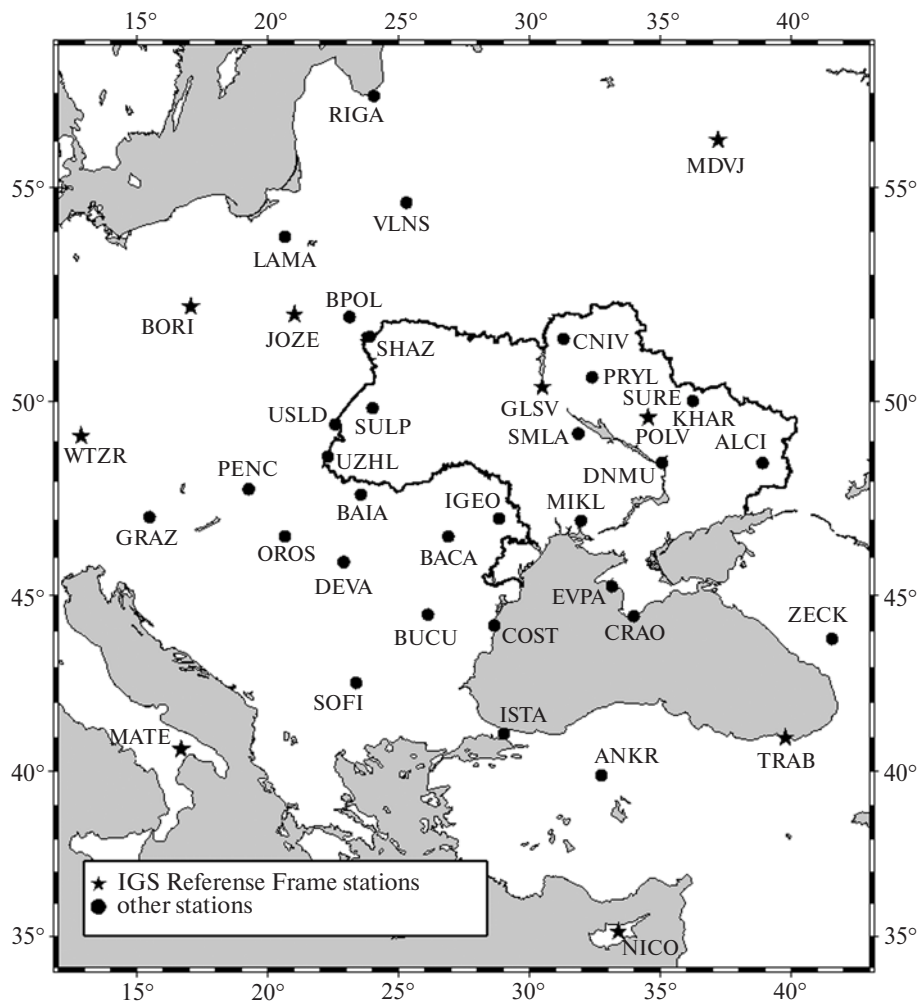 15° 20° 25° 30° 35° 40°
RIGA
MDVJ
55° 55°
VLNS
LAMA
BPOL
BORI
JOZE
SHAZ
CNIV
PRYL
50° 50°
USLD
SULP
GLSV
SURE
KHAR
POLV
WTZR
SMLA
ALCI
UZHL
PENC
DNMU
BAIA
IGEO
MIKL
GRAZ
OROS
BACA
DEVA
45° 45°
EVPA
ZECK
BUCU
COST
CRAO
SOFI
ISTA
MATE
ANKR
TRAB
40° 40°
IGS Referense Frame stations
other stations
35° 35°
NICO
15° 20° 25° 30° 35° 40°